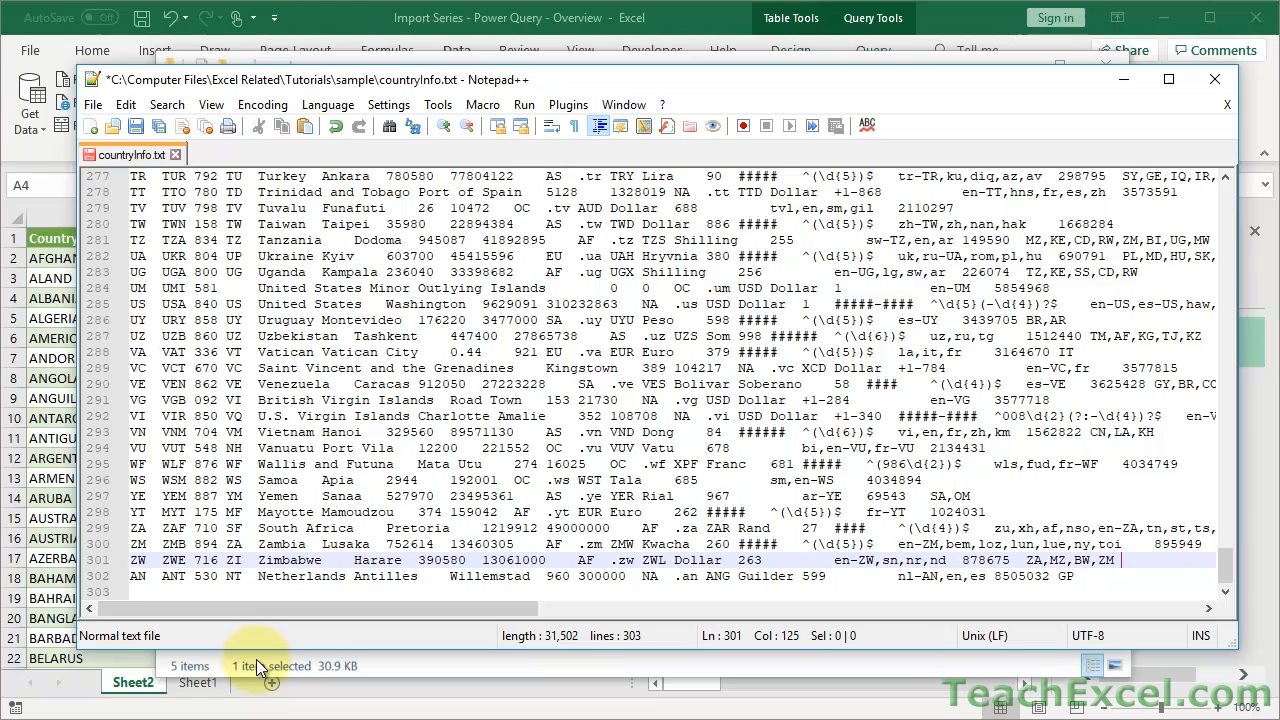 AutoSave Off Import Series - Power Query - Overview - Excel Table Tools Query Tools Sign in
File Home Insert Draw Page Layout Formulas Data Review View Developer Help Design Query Tell me Share Comments
*C:\Computer Files\Excel Related\Tutorials\sample\countryInfo.txt - Notepad++
File Edit Search View Encoding Language Settings Tools Macro Run Plugins Window ? X
Get
Data
countryInfo.txt
277 TR TUR 792 TU Turkey Ankara 780580 77804122 AS .tr TRY Lira 90 ##### ^(\d{5})$ tr-TR,ku,diq,az,av 298795 SY,GE,IQ,IR,
278 TT TTO 780 TD Trinidad and Tobago Port of Spain 5128 1328019 NA .tt TTD Dollar +1-868 en-TT,hns,fr,es,zh 3573591
279 TV TUV 798 TV Tuvalu Funafuti 26 10472 OC .tv AUD Dollar 688 tvl,en,sm,gil 2110297
280 TW TWN 158 TW Taiwan Taipei 35980 22894384 AS .tw TWD Dollar 886 ##### ^(\d{5})$ zh-TW,zh,nan,hak 1668284
281 TZ TZA 834 TZ Tanzania Dodoma 945087 41892895 AF .tz TZS Shilling 255 sw-TZ,en,ar 149590 MZ,KE,CD,RW,ZM,BI,UG,MW
282 UA UKR 804 UP Ukraine Kyiv 603700 45415596 EU .ua UAH Hryvnia 380 ##### ^(\d{5})$ uk,ru-UA,rom,pl,hu 690791 PL,MD,HU,SK,
283 UG UGA 800 UG Uganda Kampala 236040 33398682 AF .ug UGX Shilling 256 en-UG,lg,sw,ar 226074 TZ,KE,SS,CD,RW
284 UM UMI 581 United States Minor Outlying Islands 0 0 OC .um USD Dollar 1 en-UM 5854968
285 US USA 840 US United States Washington 9629091 310232863 NA .us USD Dollar 1 #####-#### ^\d{5}(-\d{4})?$ en-US,es-US,haw,
286 UY URY 858 UY Uruguay Montevideo 176220 3477000 SA .uy UYU Peso 598 ##### ^(\d{5})$ es-UY 3439705 BR,AR
287 UZ UZB 860 UZ Uzbekistan Tashkent 447400 27865738 AS .uz UZS Som 998 ###### ^(\d{6})$ uz,ru,tg 1512440 TM,AF,KG,TJ,KZ
288 VA VAT 336 VT Vatican Vatican City 0.44 921 EU .va EUR Euro 379 ##### ^(\d{5})$ la,it,fr 3164670 IT
289 VC VCT 670 VC Saint Vincent and the Grenadines Kingstown 389 104217 NA .vc XCD Dollar +1-784 en-VC,fr 3577815
290 VE VEN 862 VE Venezuela Caracas 912050 27223228 SA .ve VES Bolivar Soberano 58 #### ^(\d{4})$ es-VE 3625428 GY,BR,CO
291 VG VGB 092 VI British Virgin Islands Road Town 153 21730 NA .vg USD Dollar +1-284 en-VG 3577718
292 VI VIR 850 VQ U.S. Virgin Islands Charlotte Amalie 352 108708 NA .vi USD Dollar +1-340 #####-#### ^008\d{2}(?:-\d{4})?$ en-V
293 VN VNM 704 VM Vietnam Hanoi 329560 89571130 AS .vn VND Dong 84 ###### ^(\d{6})$ vi,en,fr,zh,km 1562822 CN,LA,KH
294 VU VUT 548 NH Vanuatu Port Vila 12200 221552 OC .vu VUV Vatu 678 bi,en-VU,fr-VU 2134431
295 WF WLF 876 WF Wallis and Futuna Mata Utu 274 16025 OC .wf XPF Franc 681 ##### ^(986\d{2})$ wls,fud,fr-WF 4034749
296 WS WSM 882 WS Samoa Apia 2944 192001 OC .ws WST Tala 685 sm,en-WS 4034894
297 YE YEM 887 YM Yemen Sanaa 527970 23495361 AS .ye YER Rial 967 ar-YE 69543 SA,OM
298 YT MYT 175 MF Mayotte Mamoudzou 374 159042 AF .yt EUR Euro 262 ##### ^(\d{5})$ fr-YT 1024031
299 ZA ZAF 710 SF South Africa Pretoria 1219912 49000000 AF .za ZAR Rand 27 #### ^(\d{4})$ zu,xh,af,nso,en-ZA,tn,st,ts,
300 ZM ZMB 894 ZA Zambia Lusaka 752614 13460305 AF .zm ZMW Kwacha 260 ##### ^(\d{5})$ en-ZM,bem,loz,lun,lue,ny,toi 895949
301 ZW ZWE 716 ZI Zimbabwe Harare 390580 13061000 AF .zw ZWL Dollar 263 en-ZW,sn,nr,nd 878675 ZA,MZ,BW,ZM
302 AN ANT 530 NT Netherlands Antilles Willemstad 960 300000 NA .an ANG Guilder 599 nl-AN,en,es 8505032 GP
303
A4
1 Country
2 AFGHAN
3 ALAND
4 ALBANI
5 ALGERI
6 AMERIC
7 ANDOR
8 ANGOL
9 ANGUIL
10 ANTAR
11 ANTIGU
12 ARGEN
13 ARMEN
14 ARUBA
15 AUSTRA
16 AUSTRI
17 AZERBA
18 BAHAM
19 BAHRAI
20 BANGLA
21 BARBAD
22 BELARUS
Normal text file length : 31,502 lines : 303 Ln : 301 Col : 125 Sel : 0 | 0 Unix (LF) UTF-8 INS
5 items 1 item selected 30.9 KB
Sheet2 Sheet1
TeachExcel.com
100%